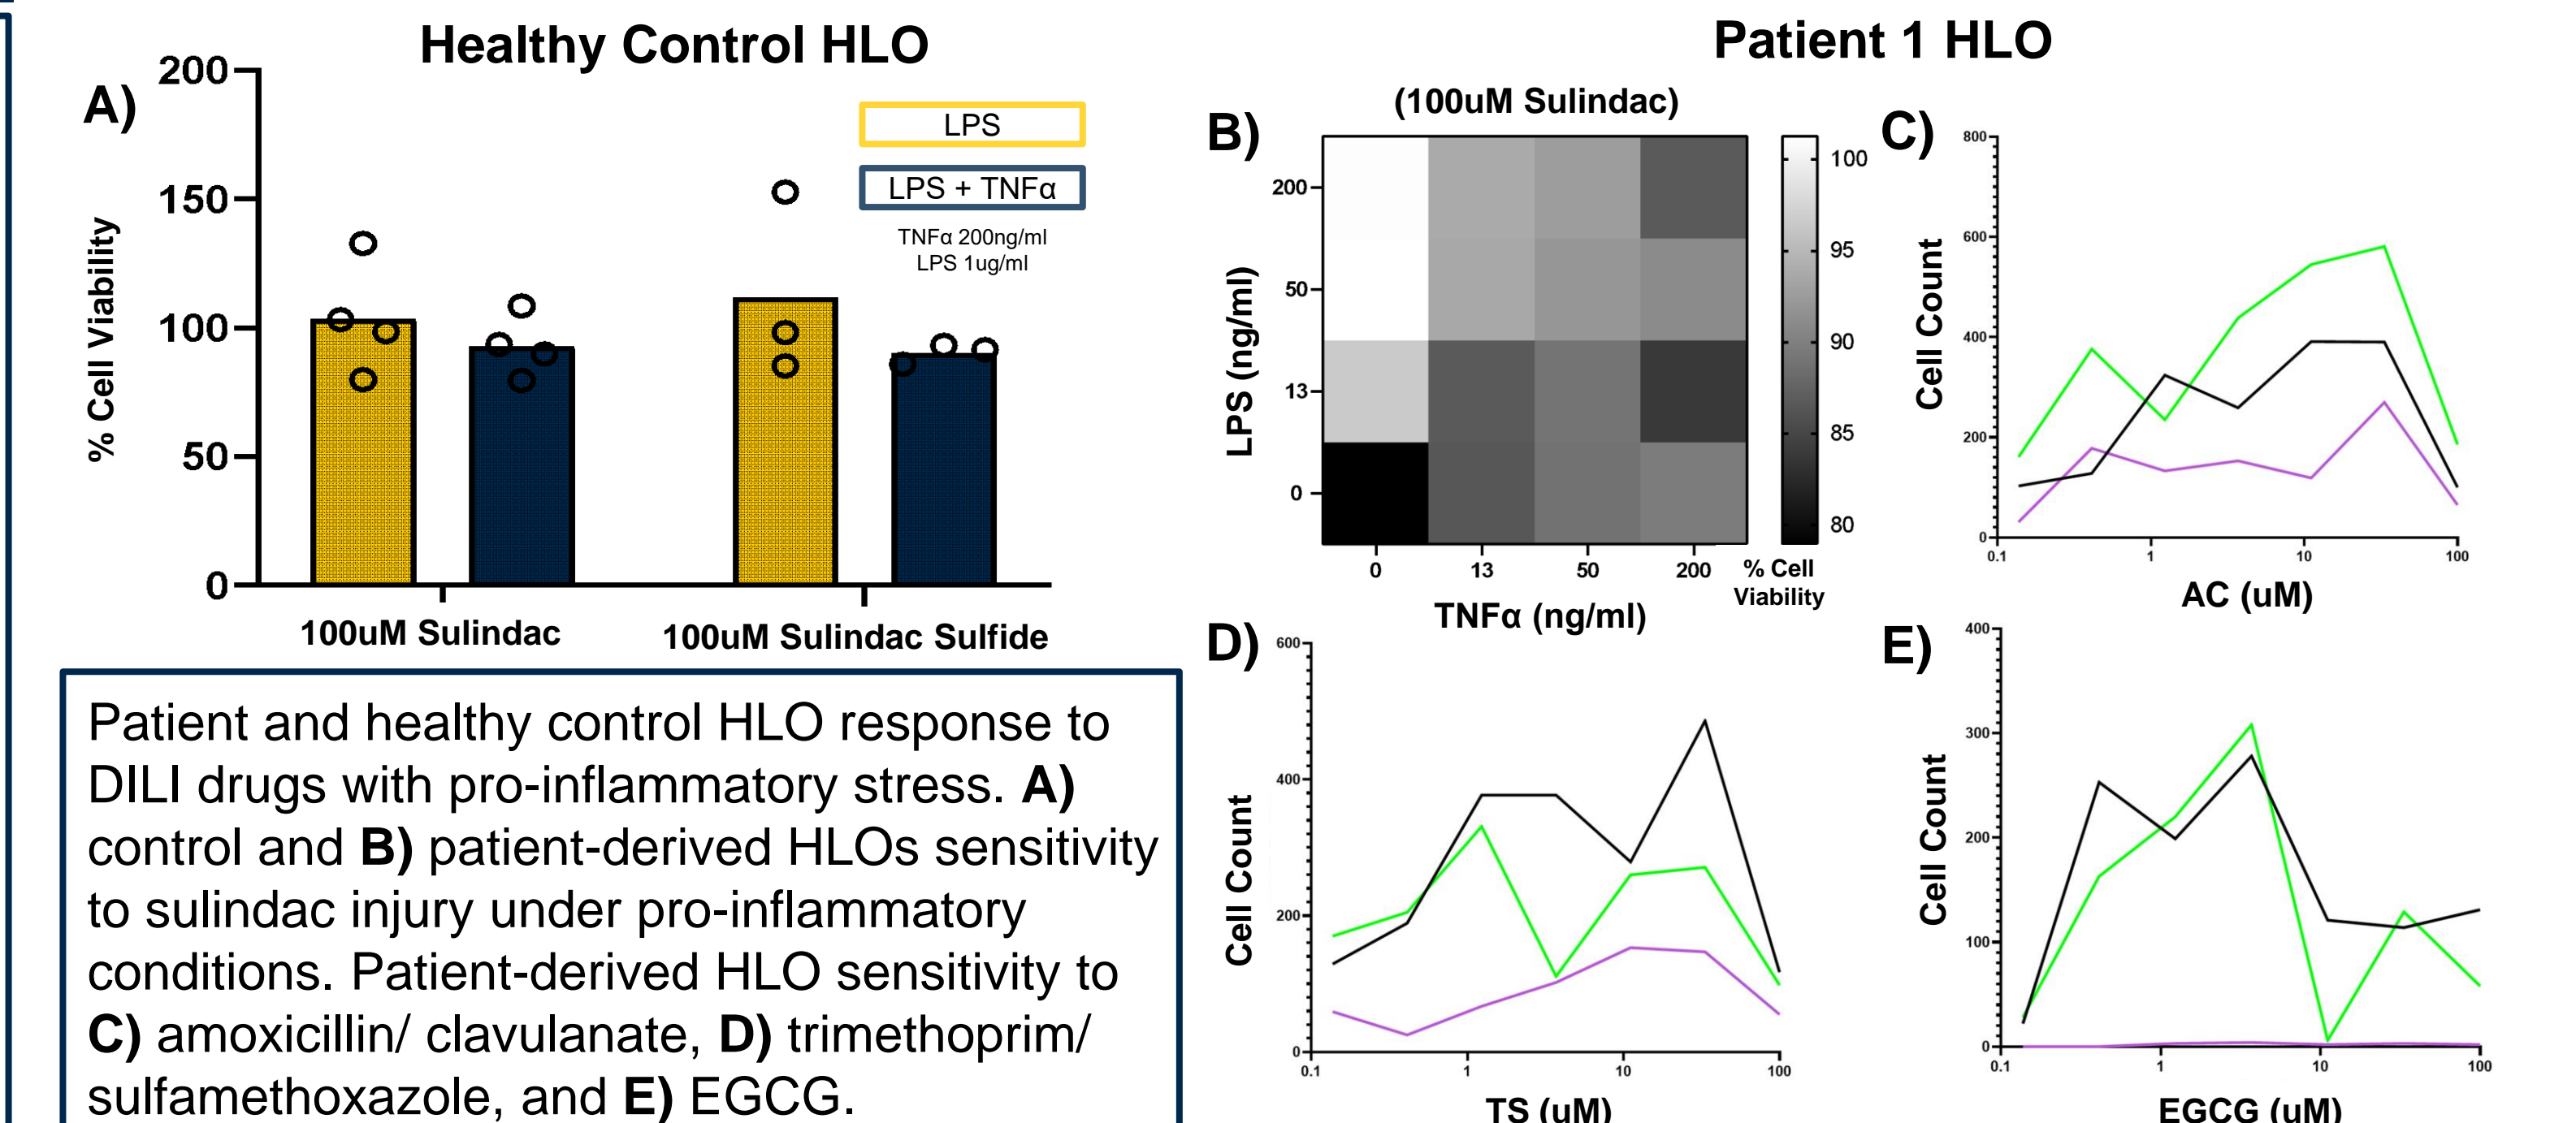 Healthy Control HLO
A)
200
150
100
50
0
% Cell Viability
LPS
LPS + TNFα
TNFα 200ng/ml
LPS 1ug/ml
100uM Sulindac
100uM Sulindac Sulfide
Patient and healthy control HLO response to
DILI drugs with pro-inflammatory stress. A)
control and B) patient-derived HLOs sensitivity
to sulindac injury under pro-inflammatory
conditions. Patient-derived HLO sensitivity to
C) amoxicillin/ clavulanate, D) trimethoprim/
sulfamethoxazole, and E) EGCG.
Patient 1 HLO
B)
(100uM Sulindac)
LPS (ng/ml)
200
50
13
0
0 13 50 200
TNFα (ng/ml)
100
95
90
85
80
% Cell
Viability
C)
Cell Count
800
600
400
200
0
0.1 1 10 100
AC (uM)
D)
Cell Count
600
400
200
0
0.1 1 10 100
TS (uM)
E)
Cell Count
400
300
200
100
0
0.1 1 10 100
EGCG (uM)